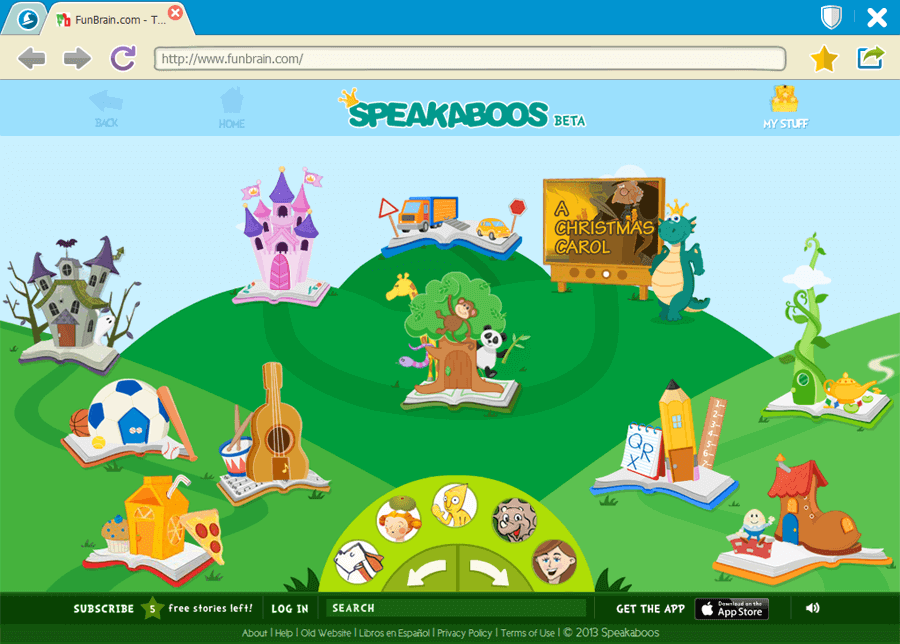 FunBrain.com - T...
http://www.funbrain.com/
BACK
HOME
SPEAKABOOS BETA
MY STUFF
A
CHRISTMAS
CAROL
QR
X
SUBSCRIBE 5 free stories left! LOG IN SEARCH GET THE APP Download on the App Store
About | Help | Old Website | Libros en Español | Privacy Policy | Terms of Use | © 2013 Speakaboos